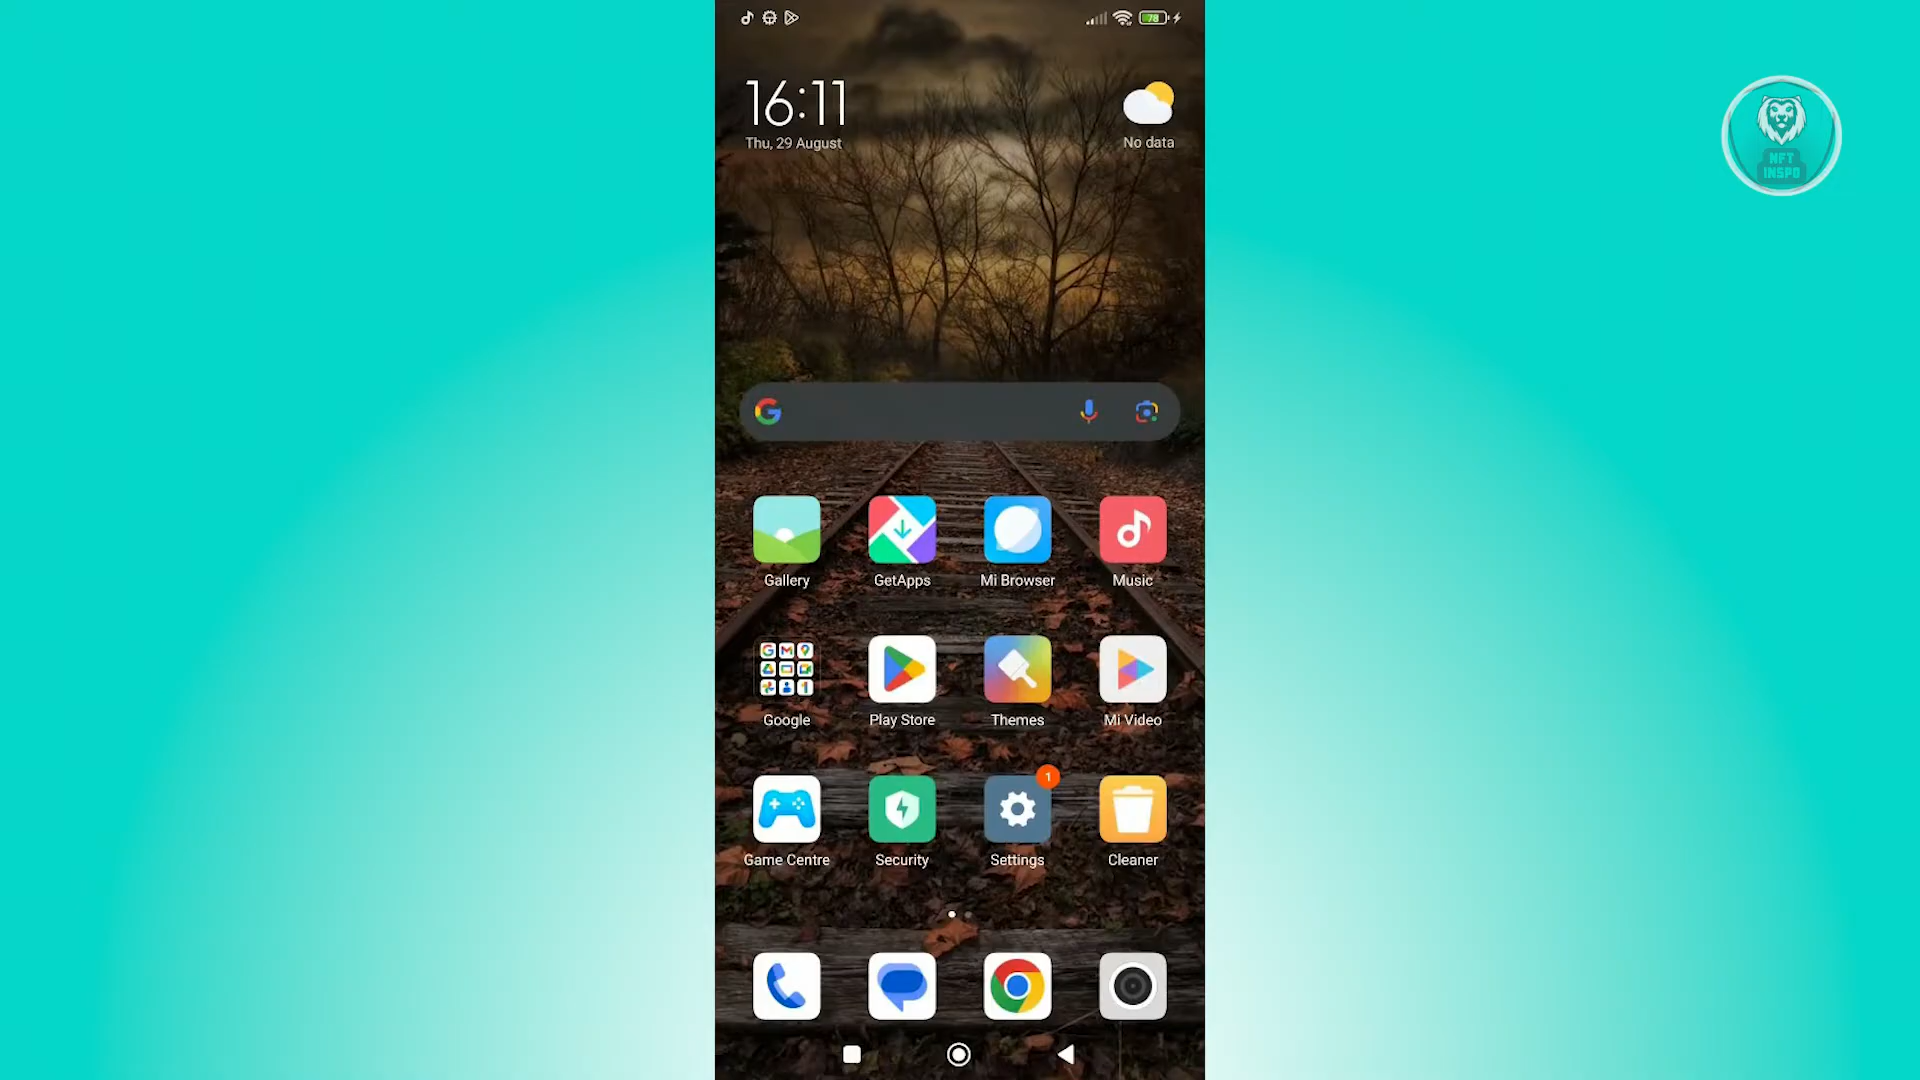 78
16:11
Thu, 29 August
No data
NFT
INSPO
Gallery
GetApps
Mi Browser
Music
Google
Play Store
Themes
Mi Video
1
Game Centre
Security
Settings
Cleaner